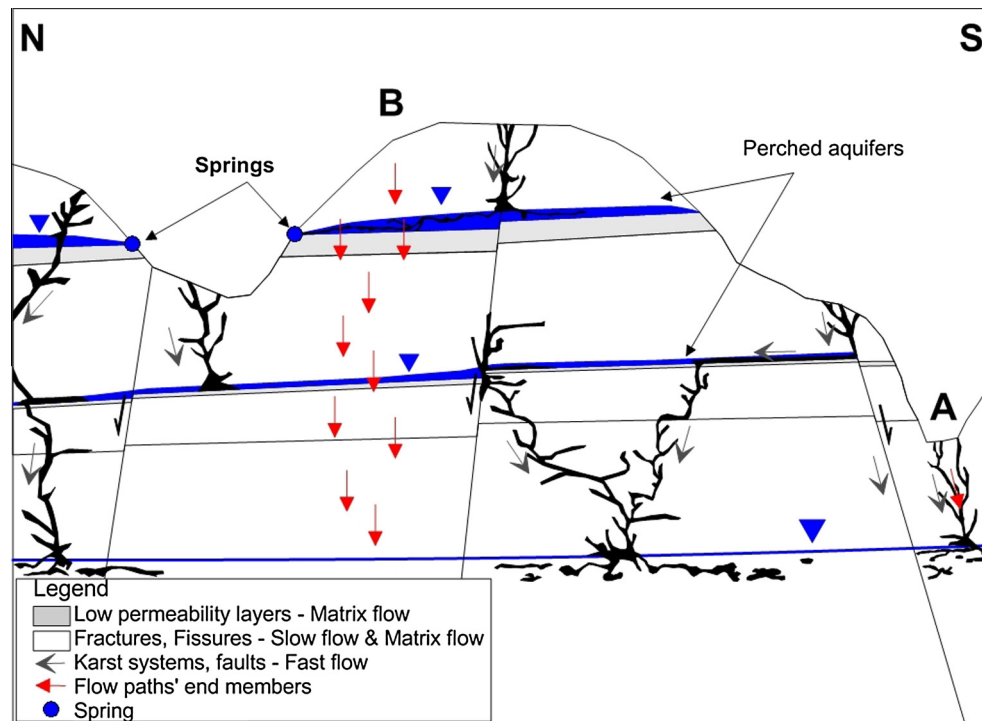 N
S
B
Springs
Perched aquifers
A
Legend
Low permeability layers - Matrix flow
Fractures, Fissures - Slow flow & Matrix flow
Karst systems, faults - Fast flow
Flow paths' end members
Spring